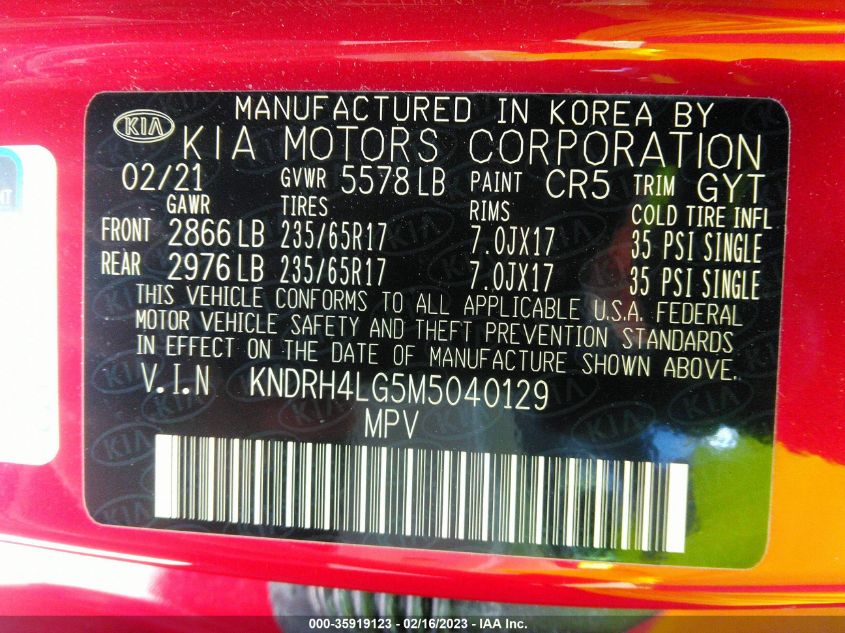 MANUFACTURED IN KOREA BY
KIA KIA MOTORS CORPORATION
02/21 GVWR 5578 LB PAINT CR5 TRIM GYT
GAWR TIRES RIMS COLD TIRE INFL
FRONT 2866 LB 235/65R17 7.0JX17 35 PSI SINGLE
REAR 2976 LB 235/65R17 7.0JX17 35 PSI SINGLE
THIS VEHICLE CONFORMS TO ALL APPLICABLE U.S.A. FEDERAL
MOTOR VEHICLE SAFETY AND THEFT PREVENTION STANDARDS
IN EFFECT ON THE DATE OF MANUFACTURE SHOWN ABOVE.
V.I.N KNDRH4LG5M5040129
MPV
000-35919123 - 02/16/2023 - IAA Inc.